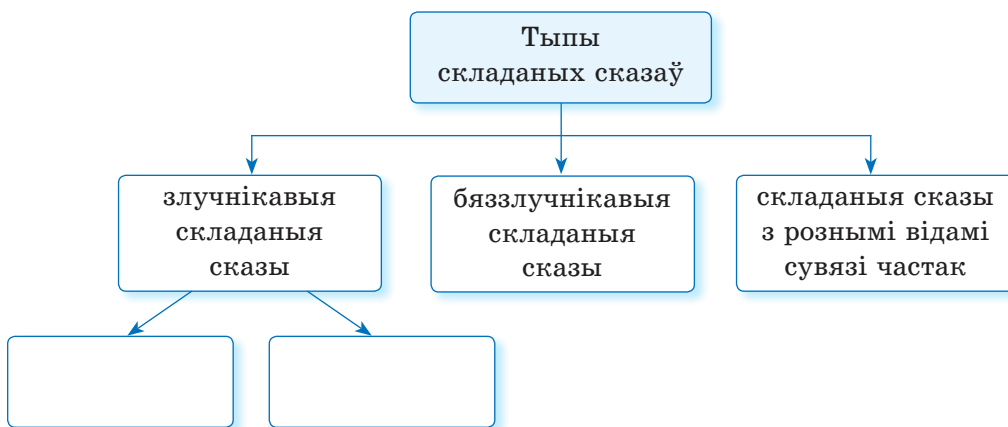 Тыпы
складаных сказаў
злучнікавыя
складаныя
сказы
бяззлучнікавыя
складаныя
сказы
складаныя сказы
з рознымі відамі
сувязі частак